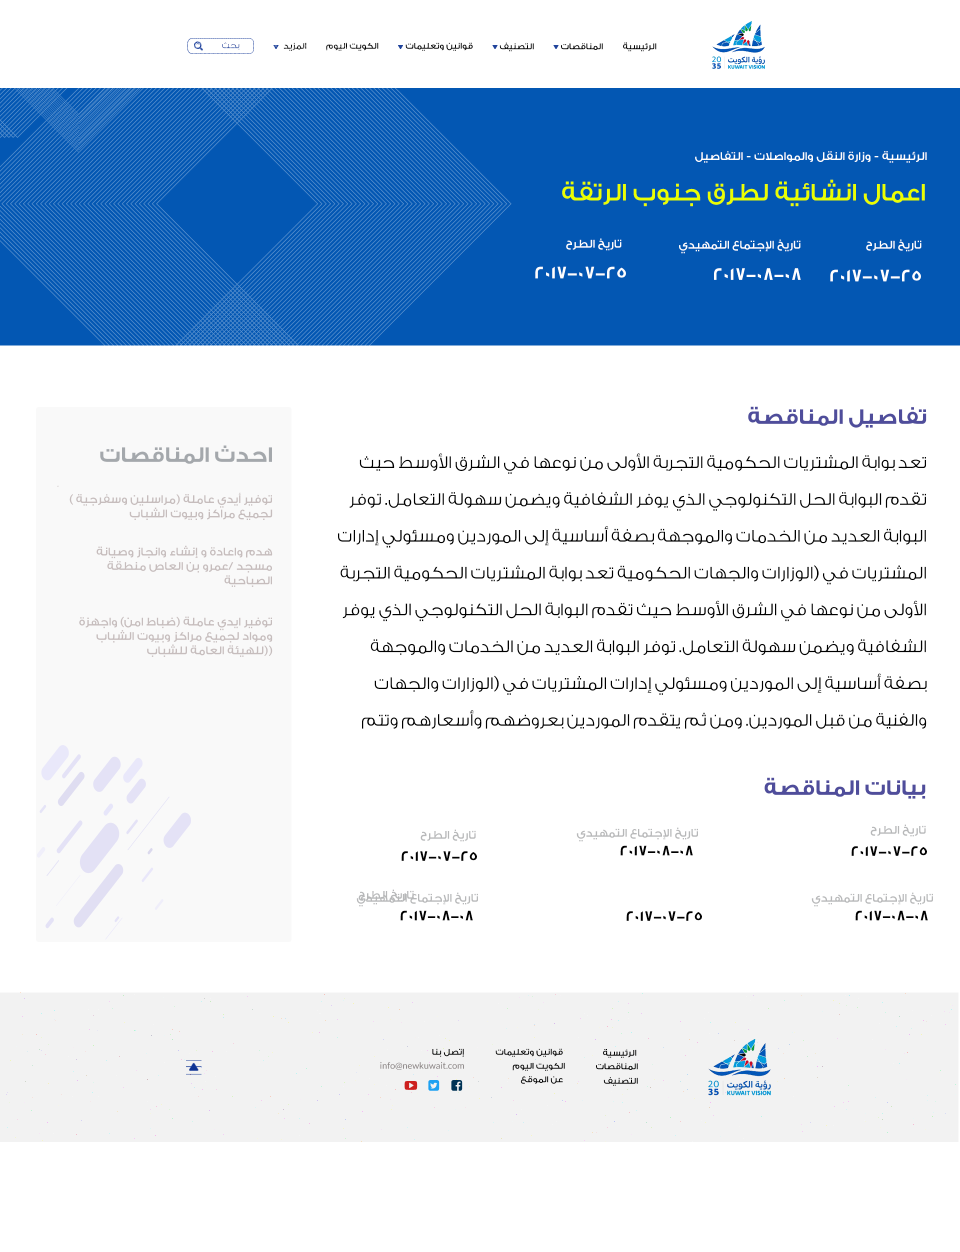 رؤية الكويت
20
35
KUWAIT VISION
الرئيسية
المناقصات
التصنيف
قوانين وتعليمات
الكويت اليوم
المزيد
بحث
الرئيسية - وزارة النقل والمواصلات - التفاصيل
اعمال انشائية لطرق جنوب الرتقة
تاريخ الطرح
تاريخ الإجتماع التمهيدي
تاريخ الطرح
٢٠١٧-٠٧-٢٥
٢٠١٧-٠٨-٠٨
٢٠١٧-٠٧-٢٥
تفاصيل المناقصة
تعد بوابة المشتريات الحكومية التجربة الأولى من نوعها في الشرق الأوسط حيث
تقدم البوابة الحل التكنولوجي الذي يوفر الشفافية ويضمن سهولة التعامل. توفر
البوابة العديد من الخدمات والموجهة بصفة أساسية إلى الموردين ومسئولي إدارات
المشتريات في (الوزارات والجهات الحكومية تعد بوابة المشتريات الحكومية التجربة
الأولى من نوعها في الشرق الأوسط حيث تقدم البوابة الحل التكنولوجي الذي يوفر
الشفافية ويضمن سهولة التعامل. توفر البوابة العديد من الخدمات والموجهة
بصفة أساسية إلى الموردين ومسئولي إدارات المشتريات في (الوزارات والجهات
والفنية من قبل الموردين. ومن ثم يتقدم الموردين بعروضهم وأسعارهم وتتم
بيانات المناقصة
تاريخ الطرح
تاريخ الإجتماع التمهيدي
تاريخ الطرح
٢٠١٧-٠٧-٢٥
٢٠١٧-٠٨-٠٨
٢٠١٧-٠٧-٢٥
تاريخ الإجتماع التمهيدي
تاريخ الإجتماع التمهيدي
تاريخ الطرح
٢٠١٧-٠٨-٠٨
٢٠١٧-٠٧-٢٥
٢٠١٧-٠٨-٠٨
احدث المناقصات
توفير أيدي عاملة (مراسلين وسفرجية )
لجميع مراكز وبيوت الشباب
هدم واعادة و إنشاء وانجاز وصيانة
مسجد /عمرو بن العاص منطقة
الصباحية
توفير ايدي عاملة (ضباط امن) واجهزة
ومواد لجميع مراكز وبيوت الشباب
((للهيئة العامة للشباب
رؤية الكويت
20
35
KUWAIT VISION
الرئيسية
المناقصات
التصنيف
قوانين وتعليمات
الكويت اليوم
عن الموقع
إتصل بنا
info@newkuwait.com